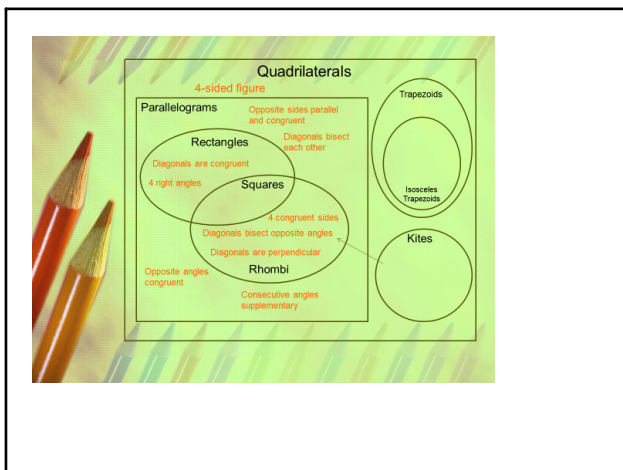 Quadrilaterals
4-sided figure
Parallelograms
Opposite sides parallel
and congruent
Trapezoids
Rectangles
Diagonals bisect
each other
Diagonals are congruent
4 right angles
Squares
Isosceles
Trapezoids
4 congruent sides
Diagonals bisect opposite angles
Kites
Diagonals are perpendicular
Rhombi
Opposite angles
congruent
Consecutive angles
supplementary